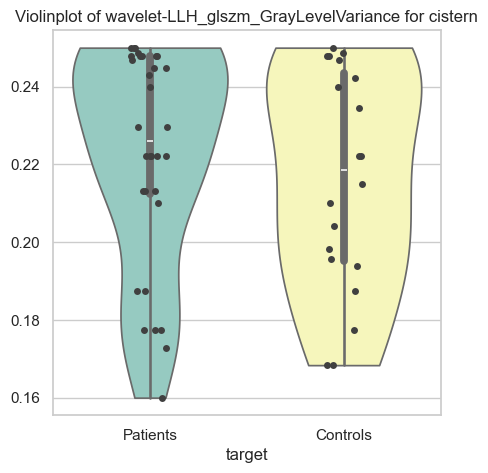 Violinplot of wavelet-LLH_glszm_GrayLevelVariance for cistern
0.24
0.22
0.20
0.18
0.16
Patients
Controls
target